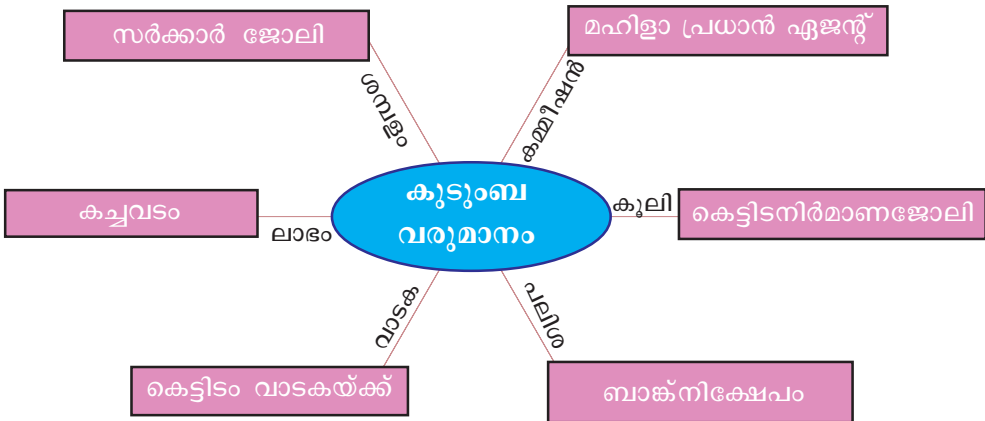 സർക്കാർ ജോലി
മഹിളാ പ്രധാൻ ഏജന്റ്
ശമ്പളം
കമ്മീഷൻ
കുടുംബ
വരുമാനം
കച്ചവടം
ലാഭം
കൂലി
കെട്ടിടനിർമാണജോലി
വാടക
പലിശ
കെട്ടിടം വാടകയ്ക്ക്
ബാങ്ക്നിക്ഷേപം